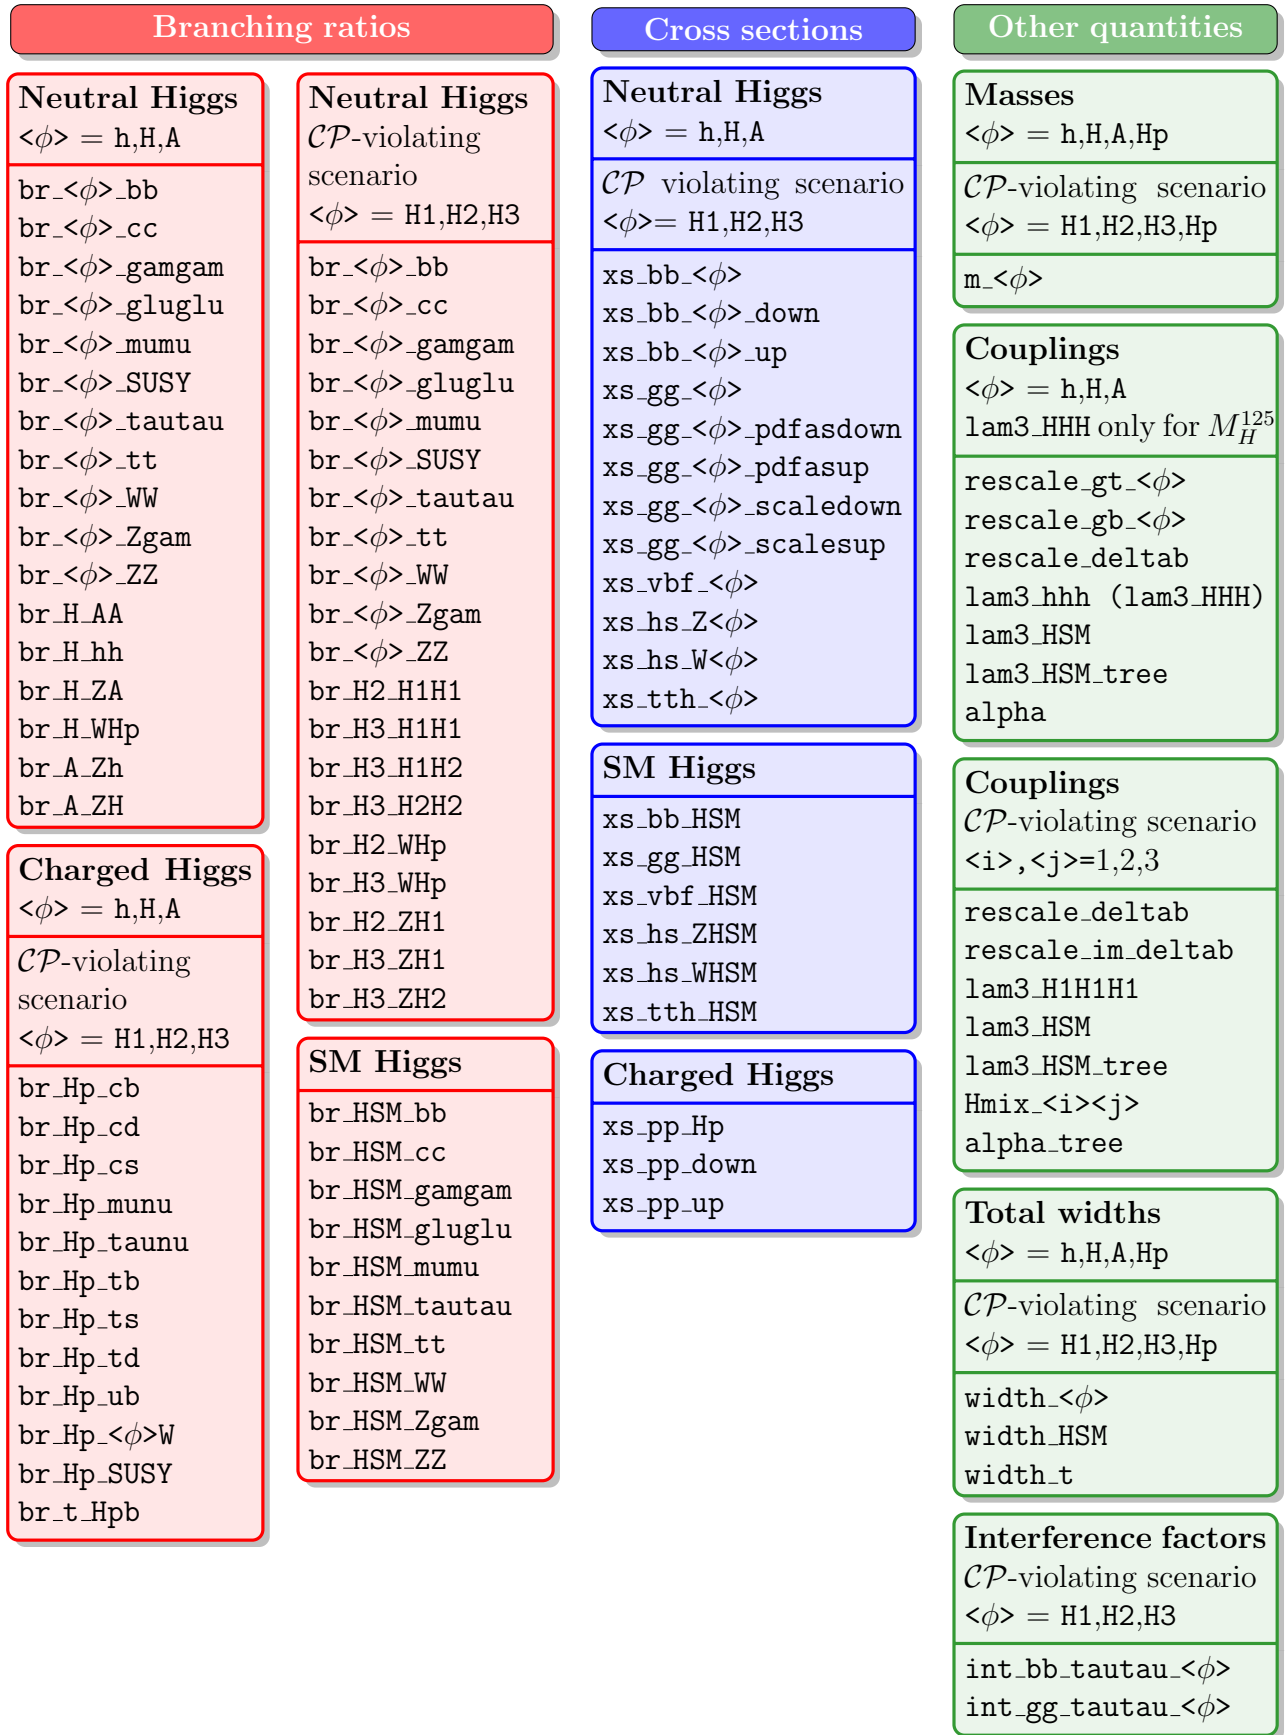 Branching ratios
Neutral Higgs
<ϕ> = h,H,A
br_<ϕ>_bb
br_<ϕ>_cc
br_<ϕ>_gamgam
br_<ϕ>_gluglu
br_<ϕ>_mumu
br_<ϕ>_SUSY
br_<ϕ>_tautau
br_<ϕ>_tt
br_<ϕ>_WW
br_<ϕ>_Zgam
br_<ϕ>_ZZ
br_H_AA
br_H_hh
br_H_ZA
br_H_WHp
br_A_Zh
br_A_ZH
Charged Higgs
<ϕ> = h,H,A
CP-violating
scenario
<ϕ> = H1,H2,H3
br_Hp_cb
br_Hp_cd
br_Hp_cs
br_Hp_munu
br_Hp_taunu
br_Hp_tb
br_Hp_ts
br_Hp_td
br_Hp_ub
br_Hp_<ϕ>W
br_Hp_SUSY
br_t_Hpb
Neutral Higgs
CP-violating
scenario
<ϕ> = H1,H2,H3
br_<ϕ>_bb
br_<ϕ>_cc
br_<ϕ>_gamgam
br_<ϕ>_gluglu
br_<ϕ>_mumu
br_<ϕ>_SUSY
br_<ϕ>_tautau
br_<ϕ>_tt
br_<ϕ>_WW
br_<ϕ>_Zgam
br_<ϕ>_ZZ
br_H2_H1H1
br_H3_H1H1
br_H3_H1H2
br_H3_H2H2
br_H2_WHp
br_H3_WHp
br_H2_ZH1
br_H3_ZH1
br_H3_ZH2
SM Higgs
br_HSM_bb
br_HSM_cc
br_HSM_gamgam
br_HSM_gluglu
br_HSM_mumu
br_HSM_tautau
br_HSM_tt
br_HSM_WW
br_HSM_Zgam
br_HSM_ZZ
Cross sections
Neutral Higgs
<ϕ> = h,H,A
CP violating scenario
<ϕ>= H1,H2,H3
xs_bb_<ϕ>
xs_bb_<ϕ>_down
xs_bb_<ϕ>_up
xs_gg_<ϕ>
xs_gg_<ϕ>_pdfasdown
xs_gg_<ϕ>_pdfasup
xs_gg_<ϕ>_scaledown
xs_gg_<ϕ>_scalesup
xs_vbf_<ϕ>
xs_hs_Z<ϕ>
xs_hs_W<ϕ>
xs_tth_<ϕ>
SM Higgs
xs_bb_HSM
xs_gg_HSM
xs_vbf_HSM
xs_hs_ZHSM
xs_hs_WHSM
xs_tth_HSM
Charged Higgs
xs_pp_Hp
xs_pp_down
xs_pp_up
Other quantities
Masses
<ϕ> = h,H,A,Hp
CP-violating scenario
<ϕ> = H1,H2,H3,Hp
m_<ϕ>
Couplings
<ϕ> = h,H,A
lam3_HHH only for M_H^125
rescale_gt_<ϕ>
rescale_gb_<ϕ>
rescale_deltab
lam3_hhh (lam3_HHH)
lam3_HSM
lam3_HSM_tree
alpha
Couplings
CP-violating scenario
<i>,<j>=1,2,3
rescale_deltab
rescale_im_deltab
lam3_H1H1H1
lam3_HSM
lam3_HSM_tree
Hmix_<i><j>
alpha_tree
Total widths
<ϕ> = h,H,A,Hp
CP-violating scenario
<ϕ> = H1,H2,H3,Hp
width_<ϕ>
width_HSM
width_t
Interference factors
CP-violating scenario
<ϕ> = H1,H2,H3
int_bb_tautau_<ϕ>
int_gg_tautau_<ϕ>